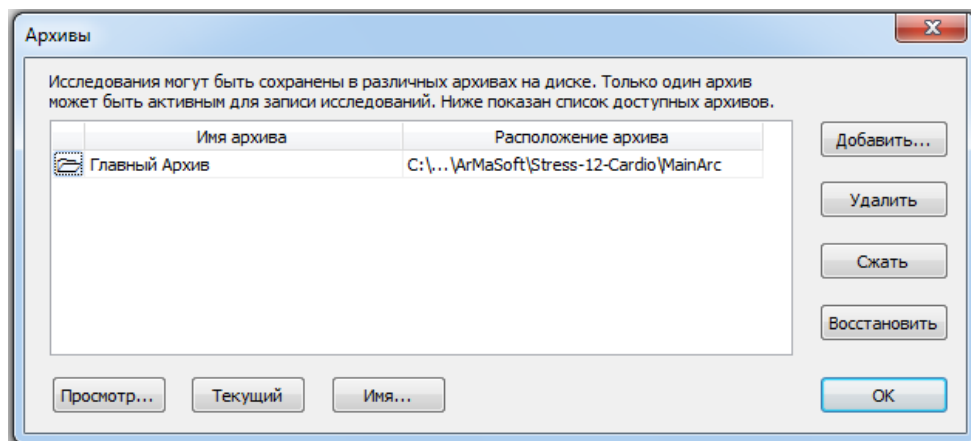 Архивы
Исследования могут быть сохранены в различных архивах на диске. Только один архив
может быть активным для записи исследований. Ниже показан список доступных архивов.
Имя архива Расположение архива
Главный Архив C:\...\ArMaSoft\Stress-12-Cardio\MainArc
Добавить...
Удалить
Сжать
Восстановить
Просмотр... Текущий Имя... OK